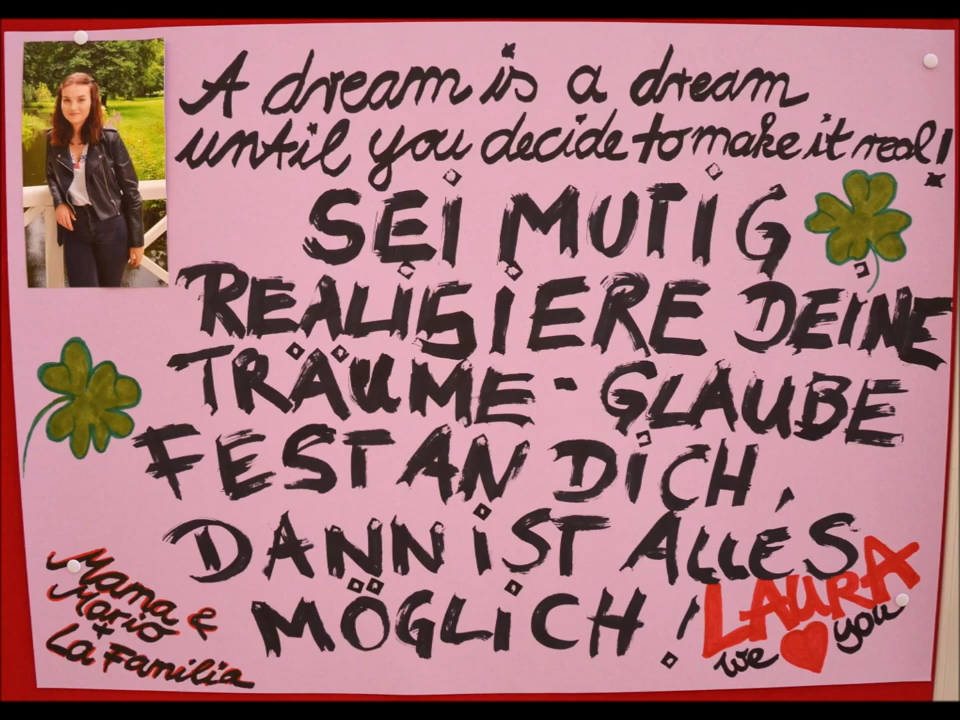 A dream is a dream
until you decide to make it real!
SEI MUTIG
REALISIERE DEINE
TRÄUME - GLAUBE
FEST AN DICH,
DANN IST ALLES
MÖGLICH!
Mama &
Mario
+
La Familia
LAURA
we ❤ you